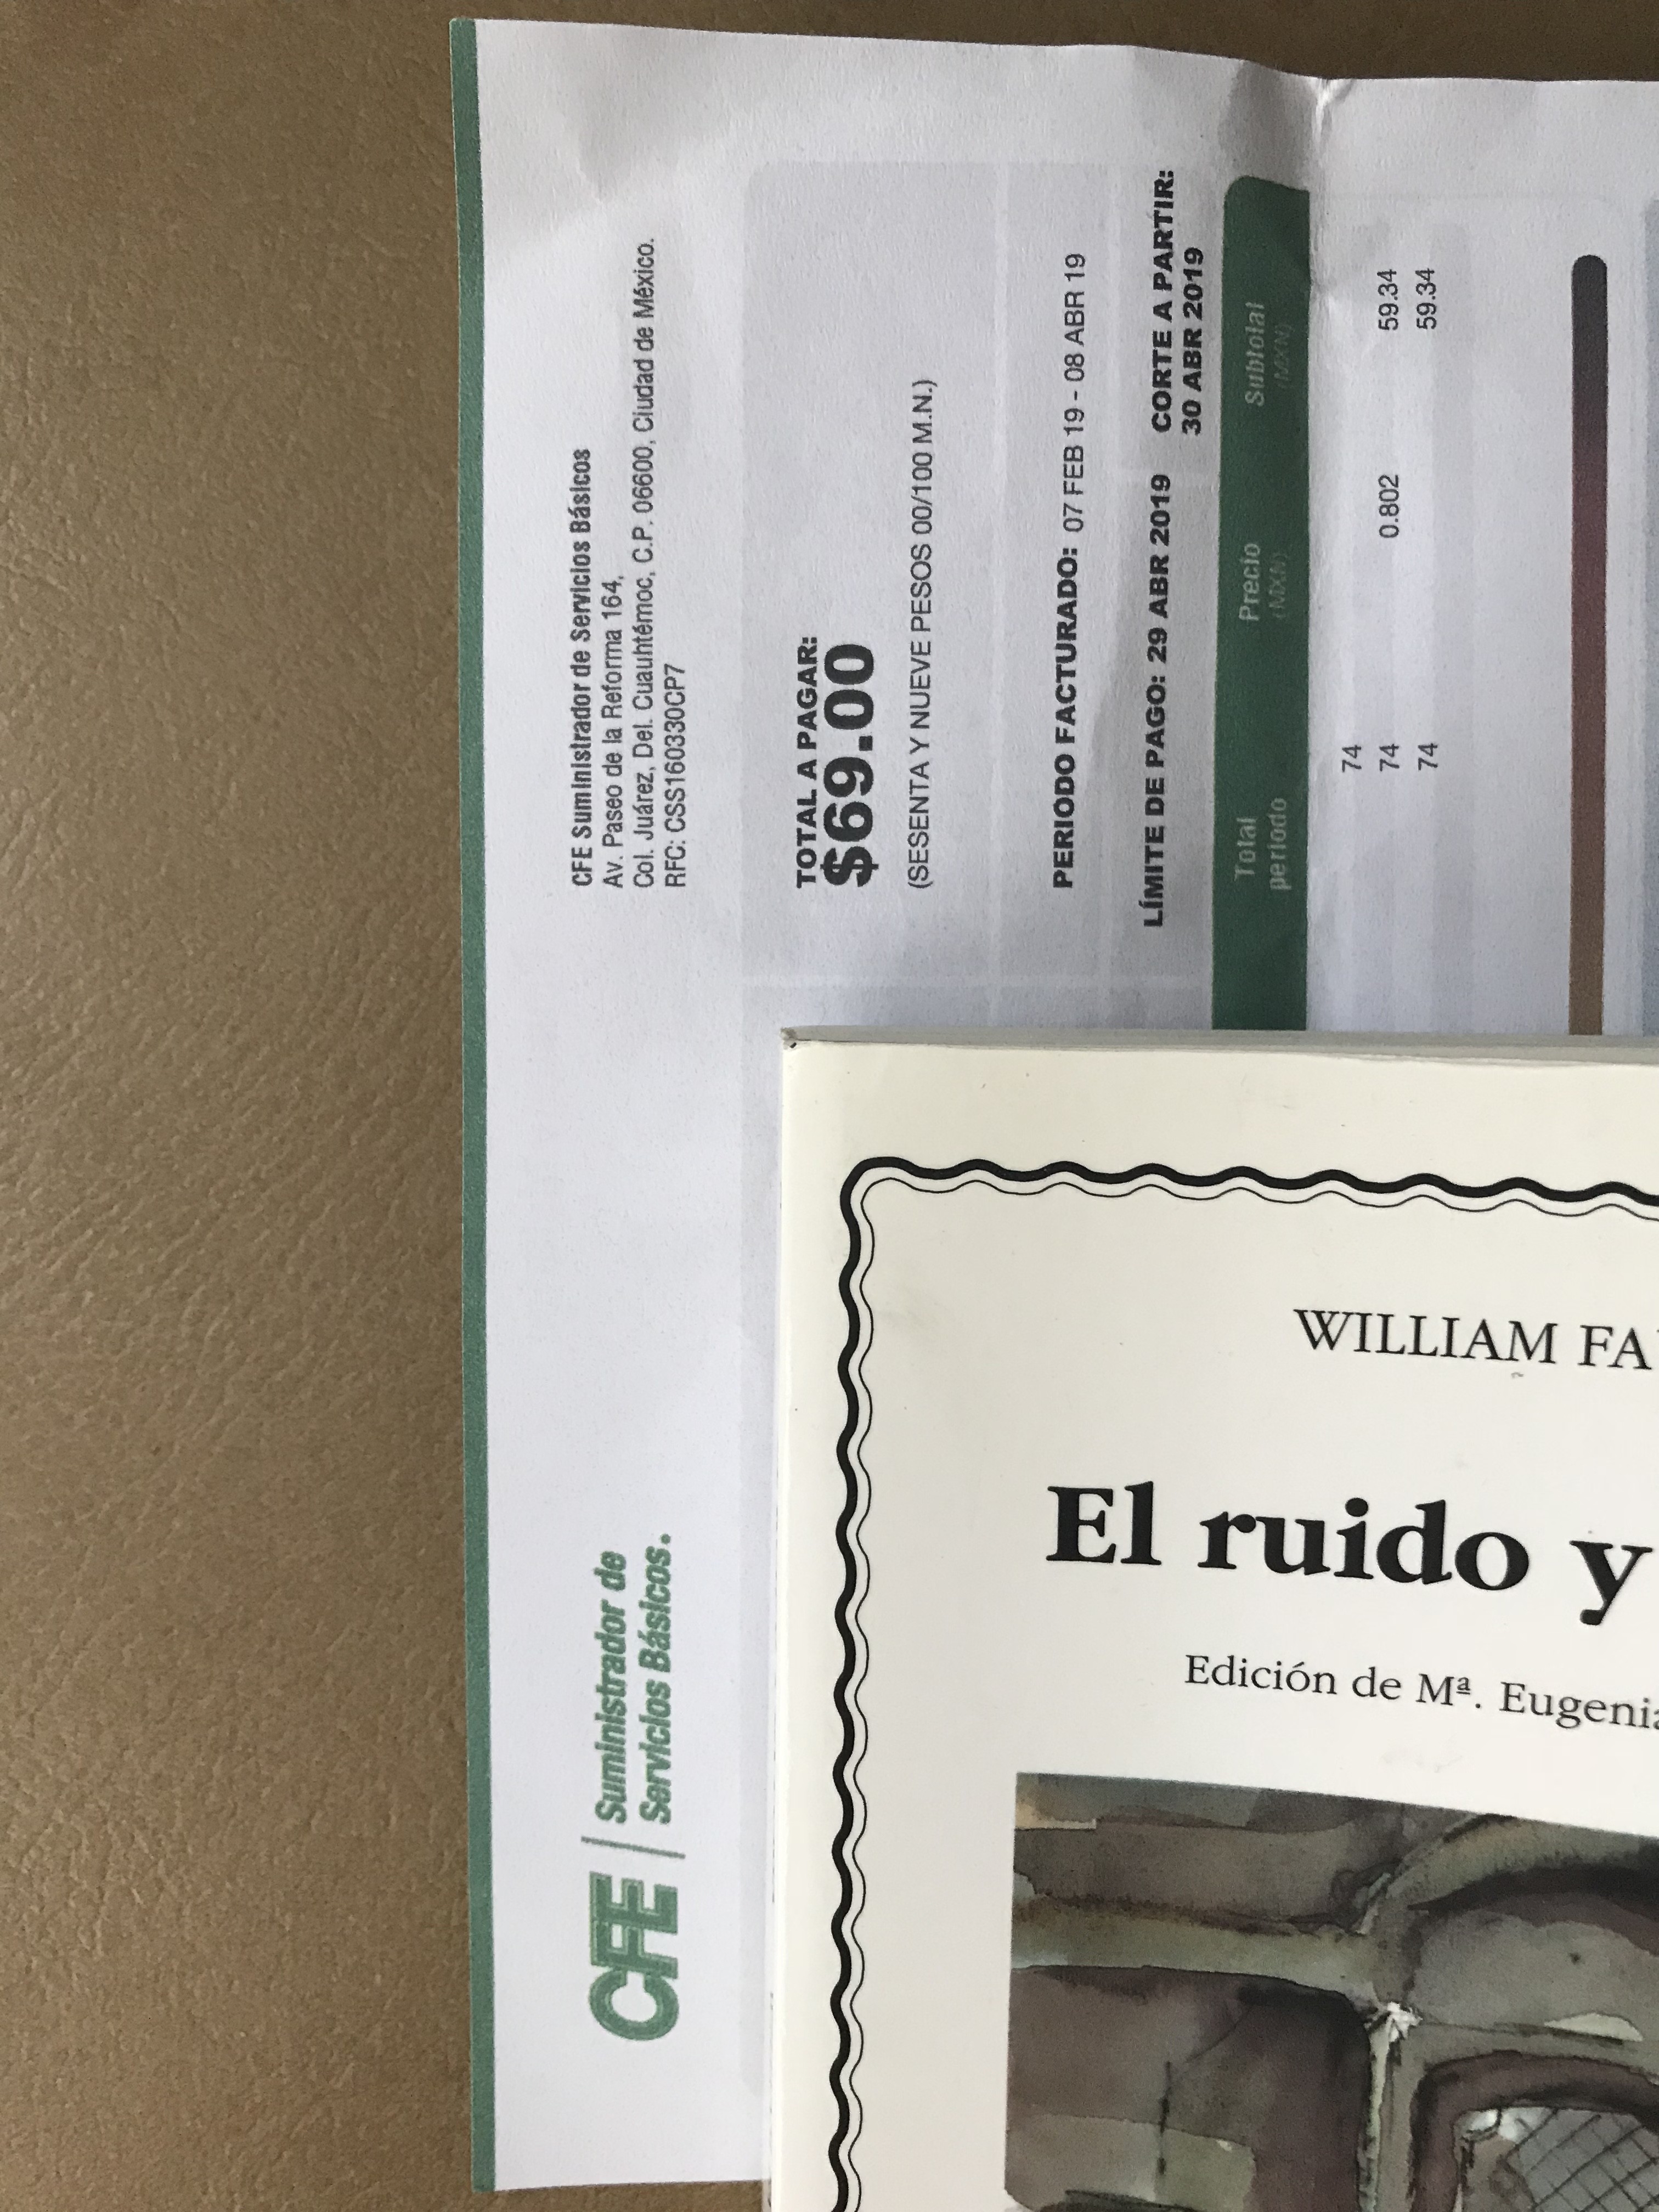 CFE
Suministrador de
Servicios Básicos.
CFE Suministrador de Servicios Básicos
Av. Paseo de la Reforma 164,
Col. Juárez, Del. Cuauhtémoc, C.P. 06600, Ciudad de México.
RFC: CSS160330CP7
TOTAL A PAGAR:
$69.00
(SESENTA Y NUEVE PESOS 00/100 M.N.)
PERIODO FACTURADO: 07 FEB 19 - 08 ABR 19
LÍMITE DE PAGO: 29 ABR 2019
CORTE A PARTIR:
30 ABR 2019
Total
periodo
Precio
(MXN)
Subtotal
(MXN)
74
74 0.802 59.34
74 59.34
WILLIAM FA
El ruido y
Edición de Mª. Eugenia